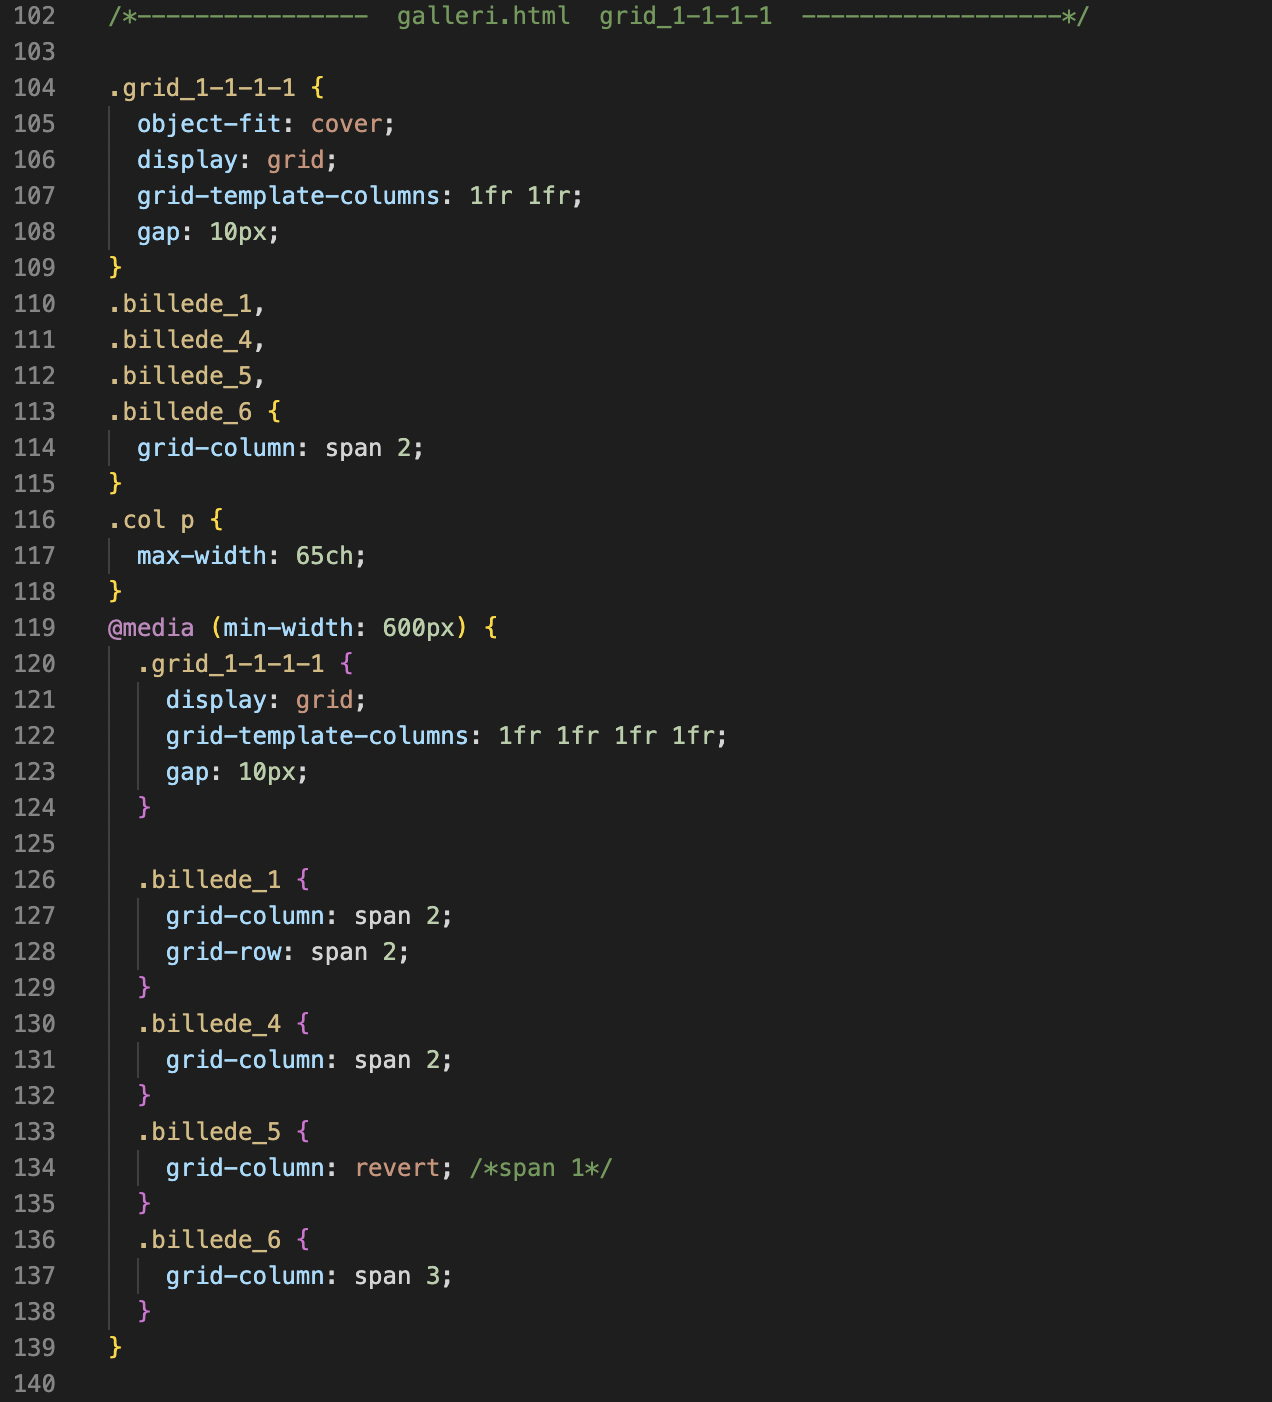 102 /*---------------- galleri.html grid_1-1-1-1 ------------------*/
103
104 .grid_1-1-1-1 {
105 object-fit: cover;
106 display: grid;
107 grid-template-columns: 1fr 1fr;
108 gap: 10px;
109 }
110 .billede_1,
111 .billede_4,
112 .billede_5,
113 .billede_6 {
114 grid-column: span 2;
115 }
116 .col p {
117 max-width: 65ch;
118 }
119 @media (min-width: 600px) {
120 .grid_1-1-1-1 {
121 display: grid;
122 grid-template-columns: 1fr 1fr 1fr 1fr;
123 gap: 10px;
124 }
125
126 .billede_1 {
127 grid-column: span 2;
128 grid-row: span 2;
129 }
130 .billede_4 {
131 grid-column: span 2;
132 }
133 .billede_5 {
134 grid-column: revert; /*span 1*/
135 }
136 .billede_6 {
137 grid-column: span 3;
138 }
139 }
140